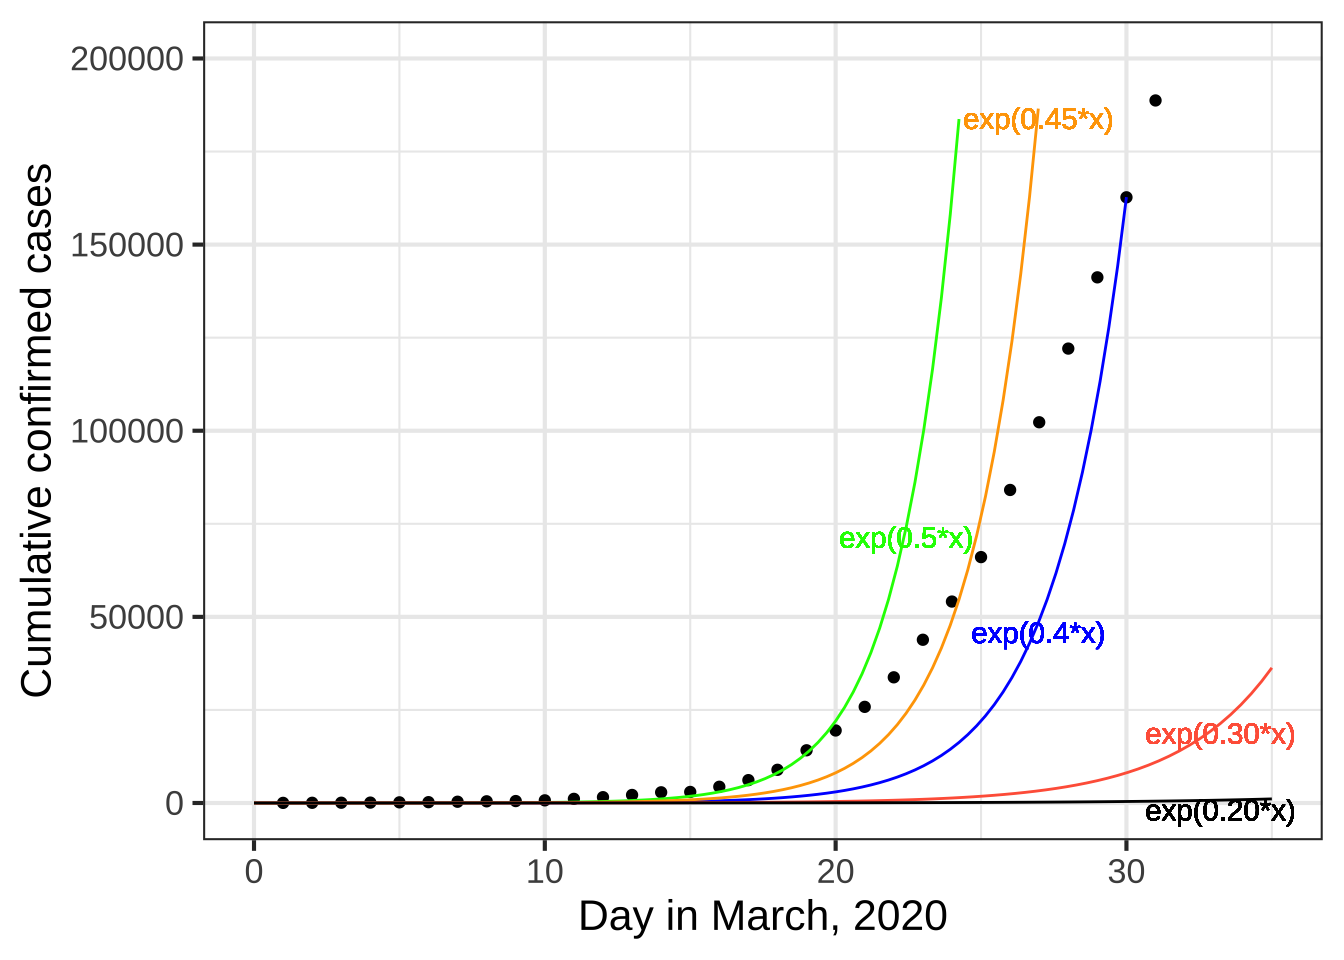 Cumulative confirmed cases
200000
150000
100000
50000
0
exp(0.45*x)
exp(0.5*x)
exp(0.4*x)
exp(0.30*x)
exp(0.20*x)
0 10 20 30
Day in March, 2020